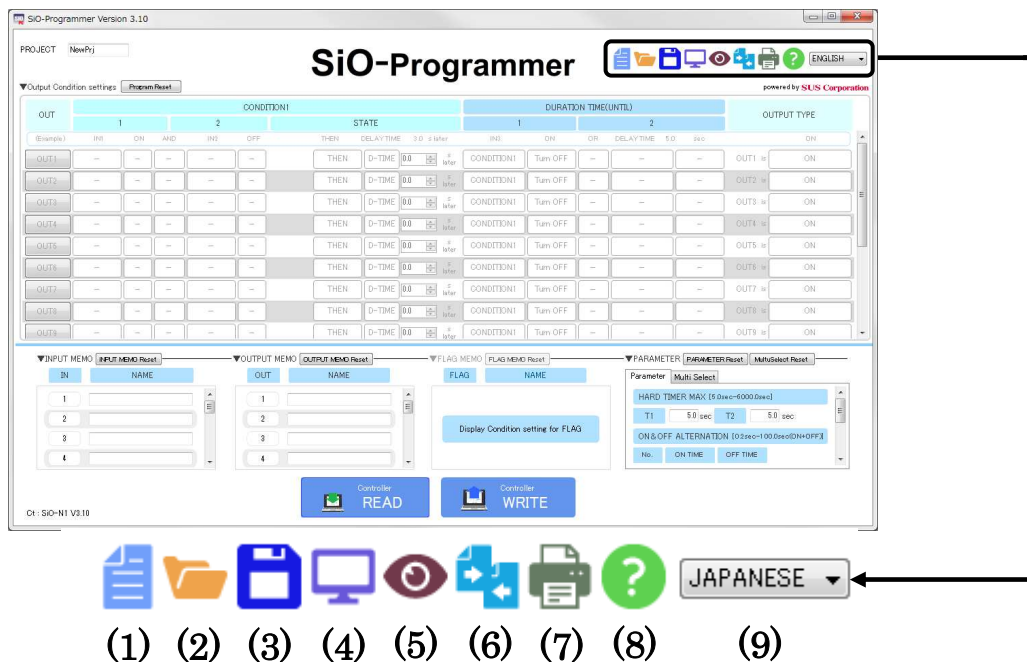 SiO-Programmer Version 3.10
PROJECT NewPrj
SiO-Programmer
ENGLISH
powered by SUS Corporation
▼Output Condition settings Program Reset
OUT CONDITION1 DURATION TIME(UNTIL) OUTPUT TYPE
1 2 STATE 1 2
(Example) IN1 ON AND IN2 OFF THEN DELAYTIME 3.0 s later IN3 ON OR DELAYTIME 5.0 sec ON
OUT1 - - - - - THEN D-TIME 0.0 s later CONDITION1 Turn OFF - - - OUT1 is ON
OUT2 - - - - - THEN D-TIME 0.0 s later CONDITION1 Turn OFF - - - OUT2 is ON
OUT3 - - - - - THEN D-TIME 0.0 s later CONDITION1 Turn OFF - - - OUT3 is ON
OUT4 - - - - - THEN D-TIME 0.0 s later CONDITION1 Turn OFF - - - OUT4 is ON
OUT5 - - - - - THEN D-TIME 0.0 s later CONDITION1 Turn OFF - - - OUT5 is ON
OUT6 - - - - - THEN D-TIME 0.0 s later CONDITION1 Turn OFF - - - OUT6 is ON
OUT7 - - - - - THEN D-TIME 0.0 s later CONDITION1 Turn OFF - - - OUT7 is ON
OUT8 - - - - - THEN D-TIME 0.0 s later CONDITION1 Turn OFF - - - OUT8 is ON
OUT9 - - - - - THEN D-TIME 0.0 s later CONDITION1 Turn OFF - - - OUT9 is ON
▼INPUT MEMO INPUT MEMO Reset ▼OUTPUT MEMO OUTPUT MEMO Reset ▼FLAG MEMO FLAG MEMO Reset ▼PARAMETER PARAMETER Reset MultuSelect Reset
IN NAME OUT NAME FLAG NAME Parameter Multi Select
1 1 HARD TIMER MAX [5.0sec-6000.0sec]
2 2 T1 5.0 sec T2 5.0 sec
Display Condition setting for FLAG
3 3 ON&OFF ALTERNATION [0.2sec-100.0sec(ON+OFF)]
4 4 No. ON TIME OFF TIME
Controller READ
Controller WRITE
Ct : SiO-N1 V3.10
? JAPANESE
(1) (2) (3) (4) (5) (6) (7) (8) (9)